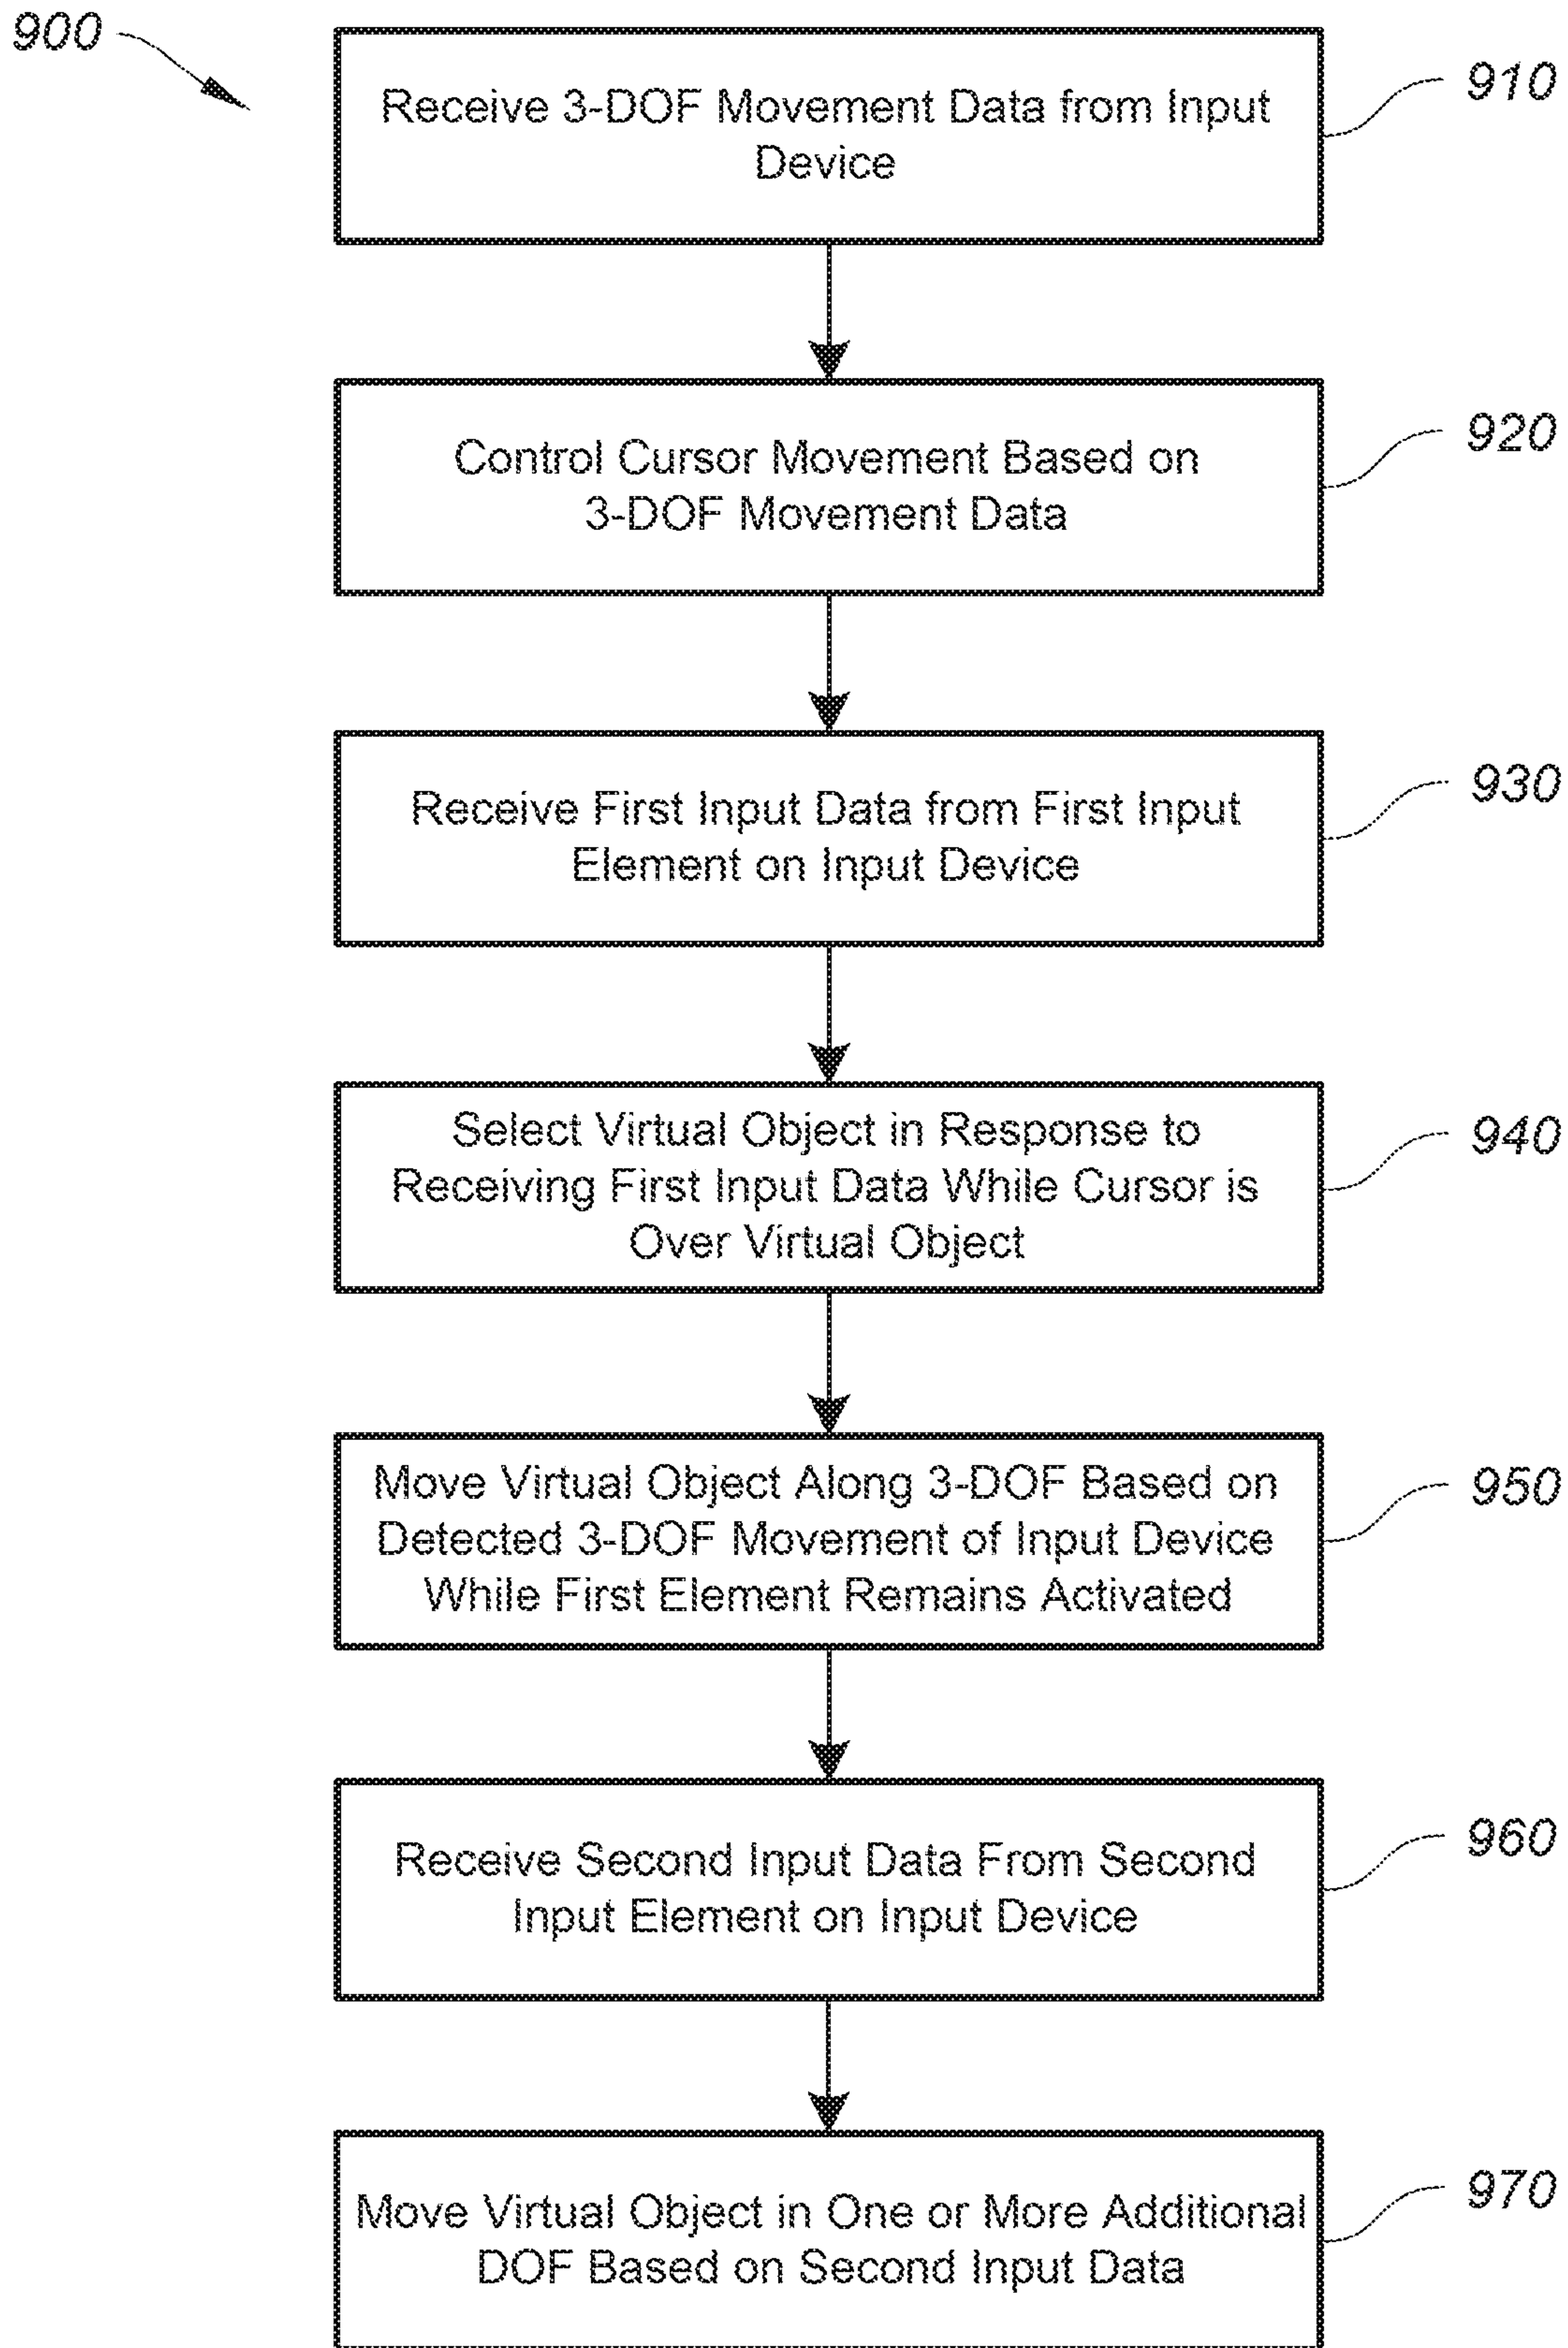 900
Receive 3-DOF Movement Data from Input
Device
910
Control Cursor Movement Based on
3-DOF Movement Data
920
Receive First Input Data from First Input
Element on Input Device
930
Select Virtual Object in Response to
Receiving First Input Data While Cursor is
Over Virtual Object
940
Move Virtual Object Along 3-DOF Based on
Detected 3-DOF Movement of Input Device
While First Element Remains Activated
950
Receive Second Input Data From Second
Input Element on Input Device
960
Move Virtual Object in One or More Additional
DOF Based on Second Input Data
970